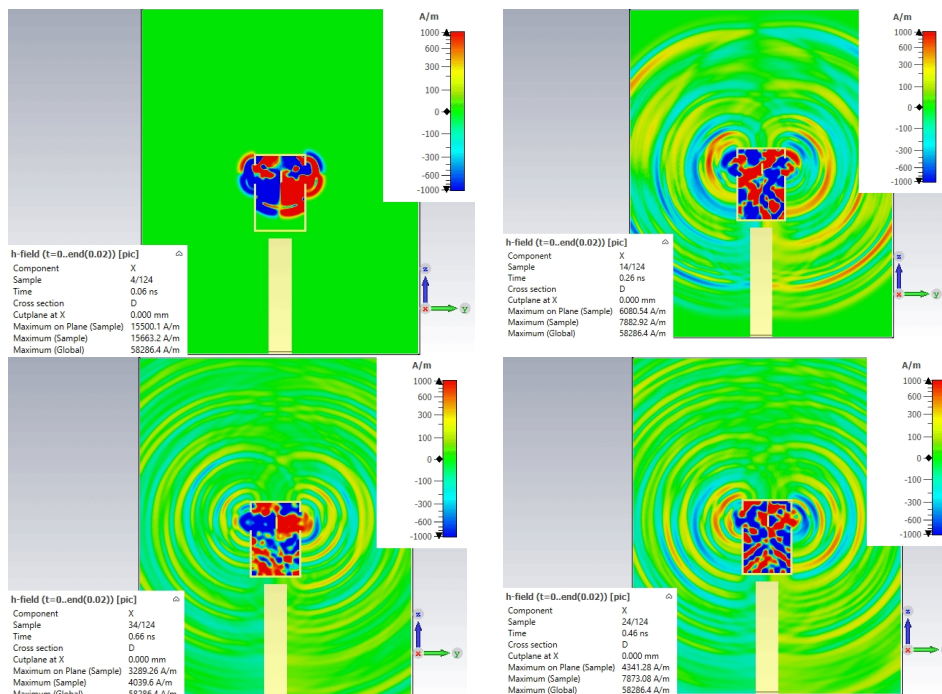 A/m
1000
600
300
100
0
-100
-300
-600
-1000
h-field (t=0..end(0.02)) [pic]
Component X
Sample 4/124
Time 0.06 ns
Cross section D
Cutplane at X 0.000 mm
Maximum on Plane (Sample) 15500.1 A/m
Maximum (Sample) 15663.2 A/m
Maximum (Global) 58286.4 A/m
z
x
y
A/m
1000
600
300
100
0
-100
-300
-600
-1000
h-field (t=0..end(0.02)) [pic]
Component X
Sample 14/124
Time 0.26 ns
Cross section D
Cutplane at X 0.000 mm
Maximum on Plane (Sample) 6080.54 A/m
Maximum (Sample) 7882.92 A/m
Maximum (Global) 58286.4 A/m
z
x
y
A/m
1000
600
300
100
0
-100
-300
-600
-1000
h-field (t=0..end(0.02)) [pic]
Component X
Sample 34/124
Time 0.66 ns
Cross section D
Cutplane at X 0.000 mm
Maximum on Plane (Sample) 3289.26 A/m
Maximum (Sample) 4039.6 A/m
Maximum (Global) 58286.4 A/m
z
x
y
A/m
1000
600
300
100
0
-100
-300
-600
-1000
h-field (t=0..end(0.02)) [pic]
Component X
Sample 24/124
Time 0.46 ns
Cross section D
Cutplane at X 0.000 mm
Maximum on Plane (Sample) 4341.28 A/m
Maximum (Sample) 7873.08 A/m
Maximum (Global) 58286.4 A/m
z
x